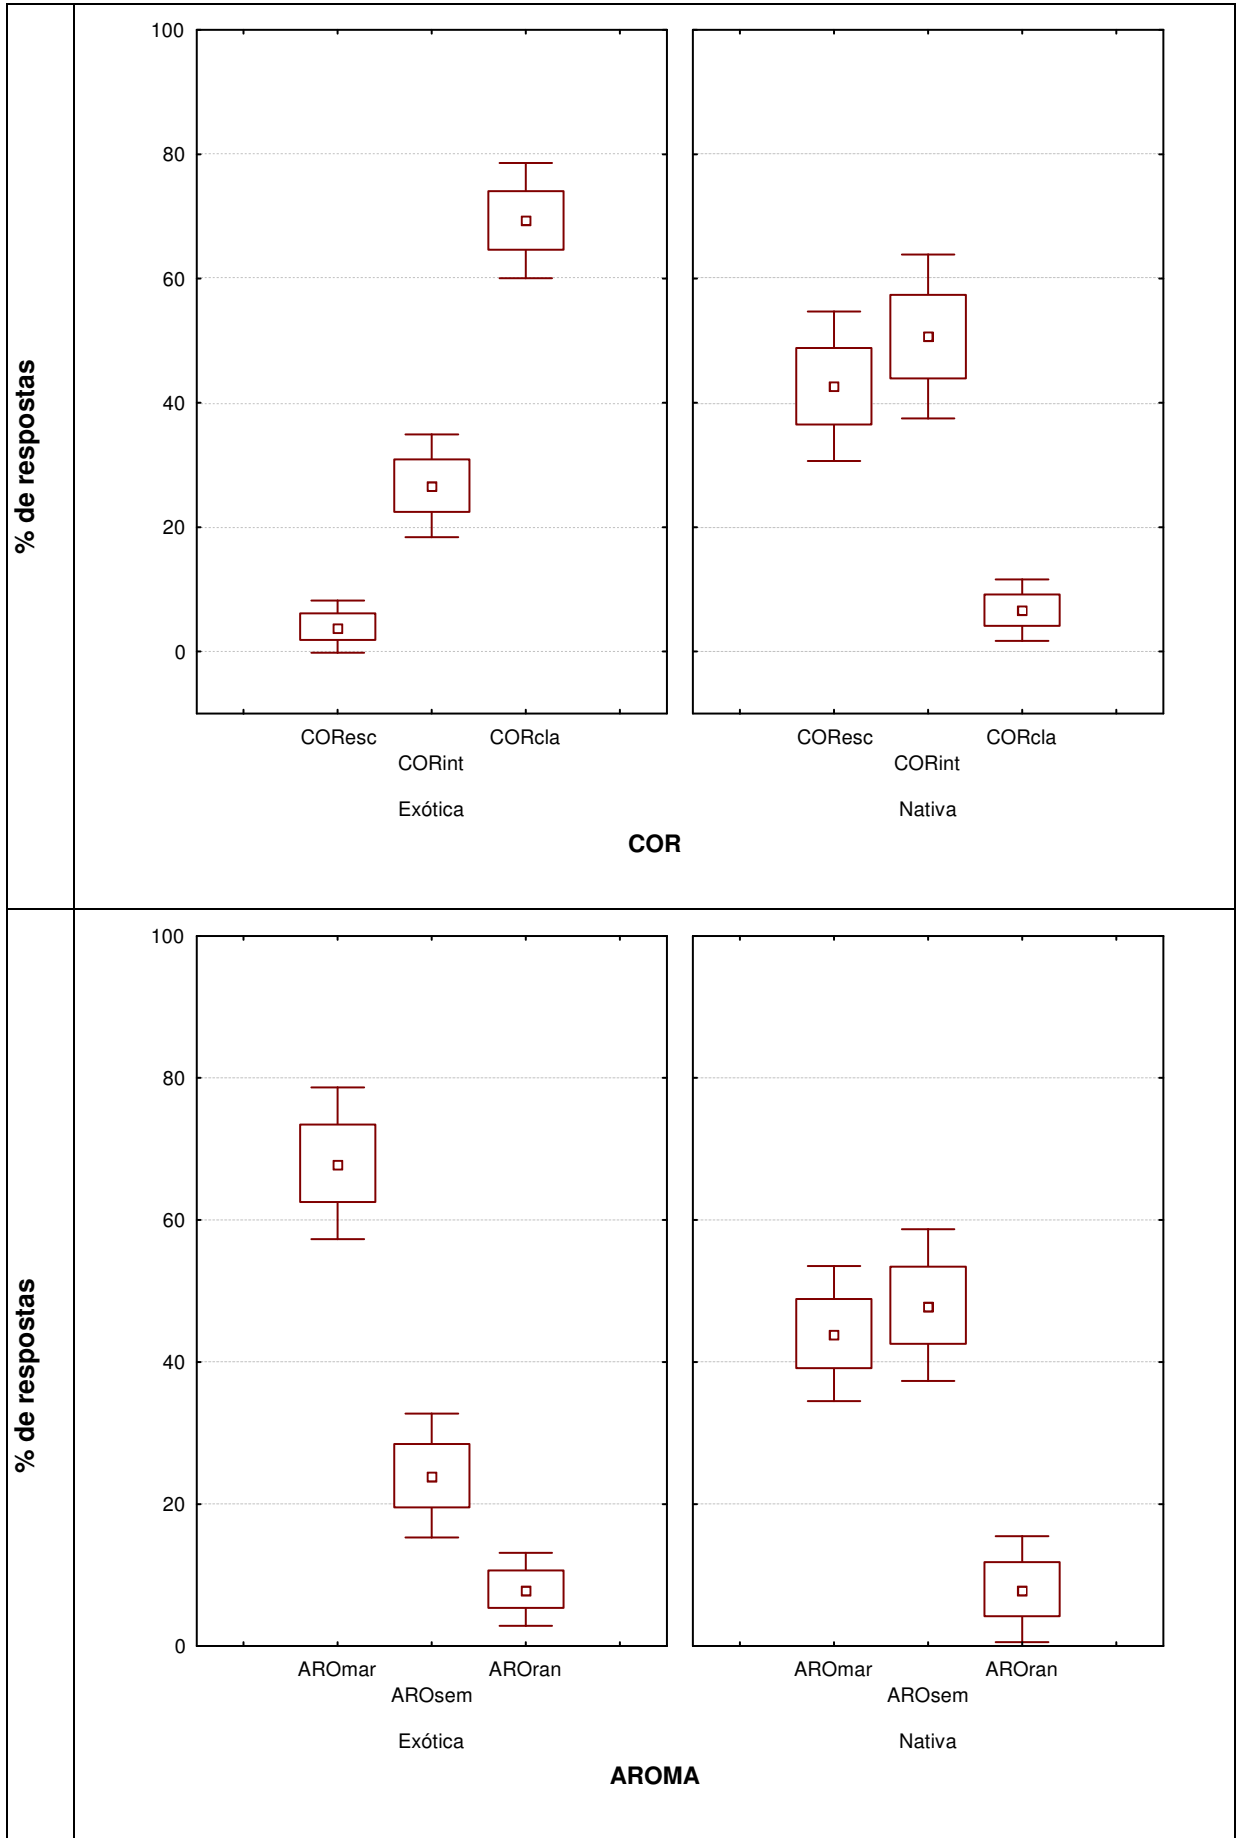 % de respostas
100
80
60
40
20
0
COResc CORcla COResc CORcla
CORint CORint
Exótica Nativa
COR
% de respostas
100
80
60
40
20
0
AROmar AROran AROmar AROran
AROsem AROsem
Exótica Nativa
AROMA